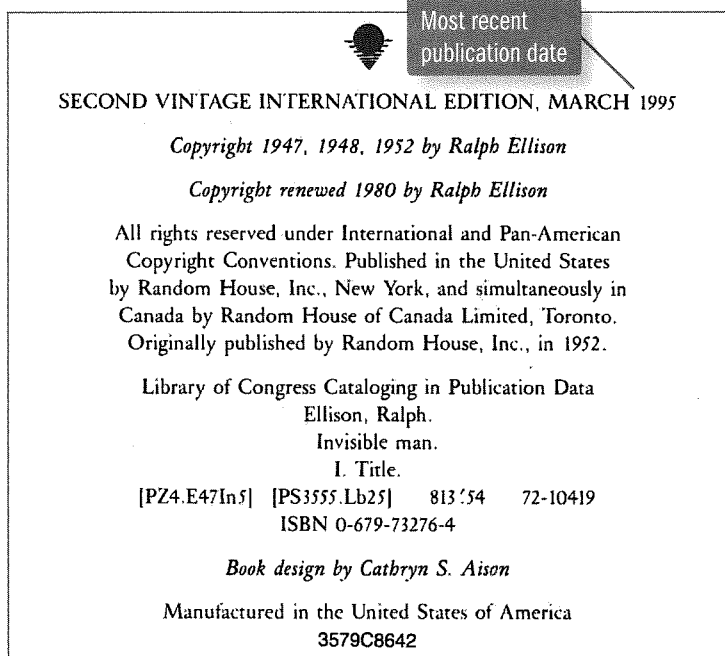 Most recent
publication date
SECOND VINTAGE INTERNATIONAL EDITION, MARCH 1995
Copyright 1947, 1948, 1952 by Ralph Ellison
Copyright renewed 1980 by Ralph Ellison
All rights reserved under International and Pan-American
Copyright Conventions. Published in the United States
by Random House, Inc., New York, and simultaneously in
Canada by Random House of Canada Limited, Toronto.
Originally published by Random House, Inc., in 1952.
Library of Congress Cataloging in Publication Data
Ellison, Ralph.
Invisible man.
I. Title.
[PZ4.E47In5] [PS3555.Lb25] 813'.54 72-10419
ISBN 0-679-73276-4
Book design by Cathryn S. Aison
Manufactured in the United States of America
3579C8642